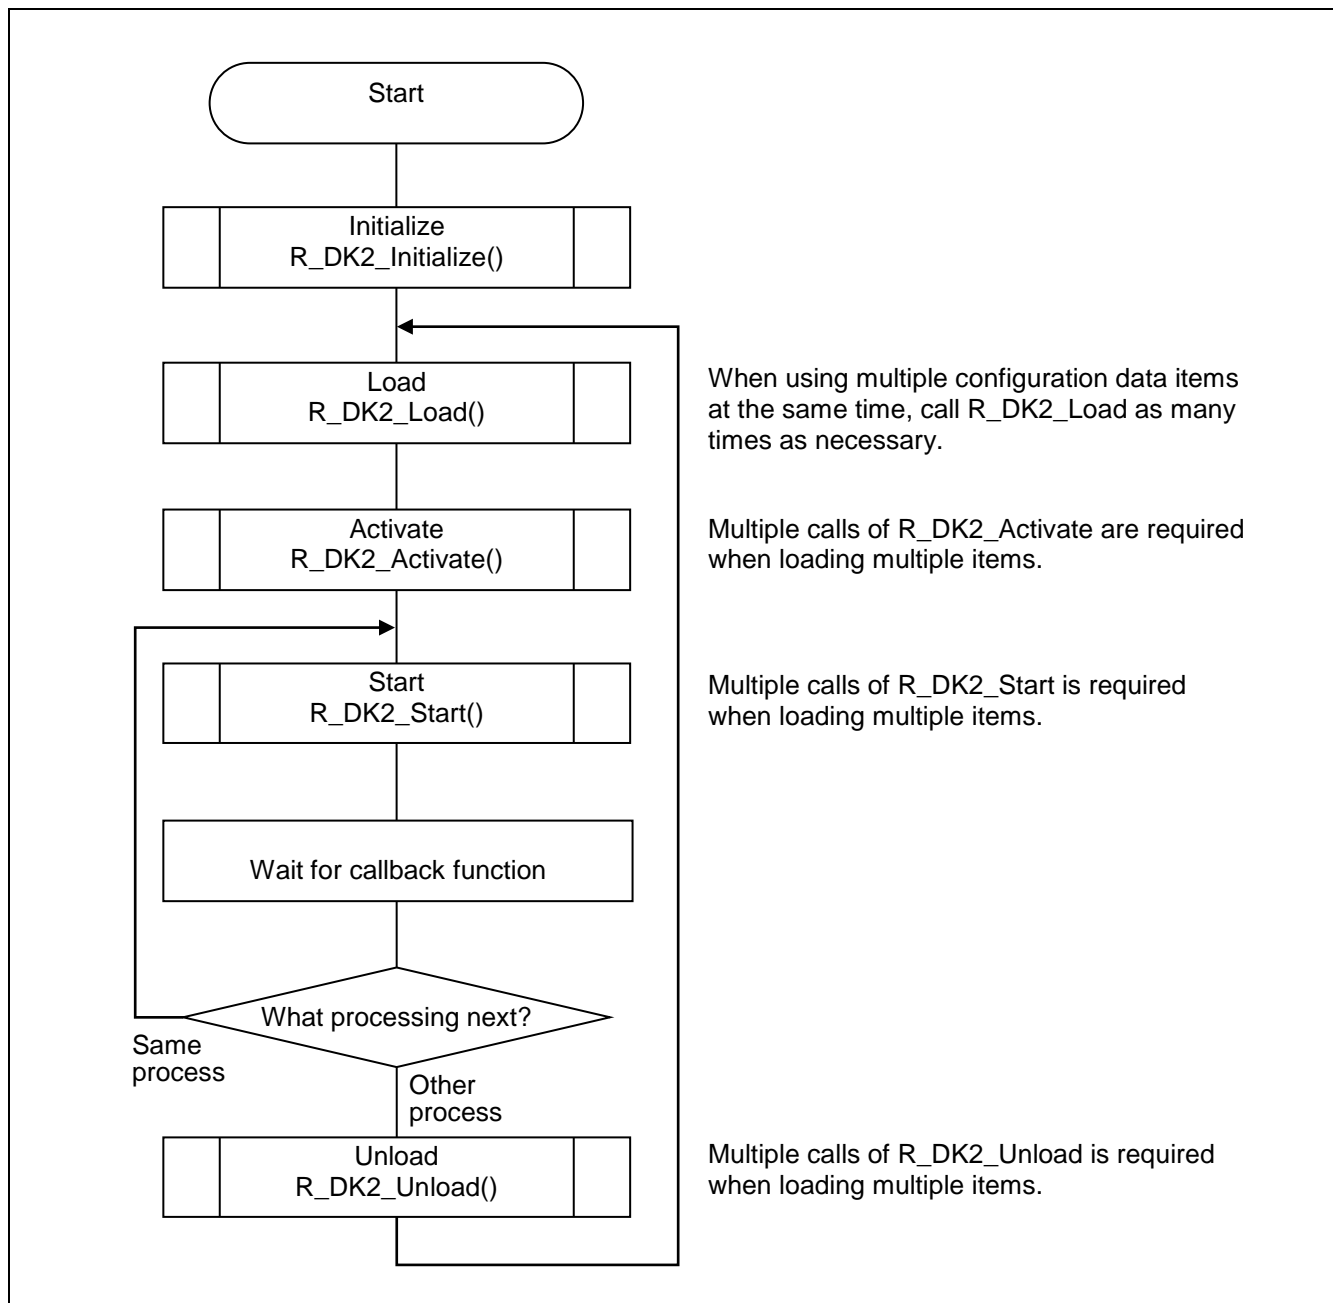 Start
Initialize
R_DK2_Initialize()
Load
R_DK2_Load()
When using multiple configuration data items
at the same time, call R_DK2_Load as many
times as necessary.
Activate
R_DK2_Activate()
Multiple calls of R_DK2_Activate are required
when loading multiple items.
Start
R_DK2_Start()
Multiple calls of R_DK2_Start is required
when loading multiple items.
Wait for callback function
What processing next?
Same
process
Other
process
Unload
R_DK2_Unload()
Multiple calls of R_DK2_Unload is required
when loading multiple items.